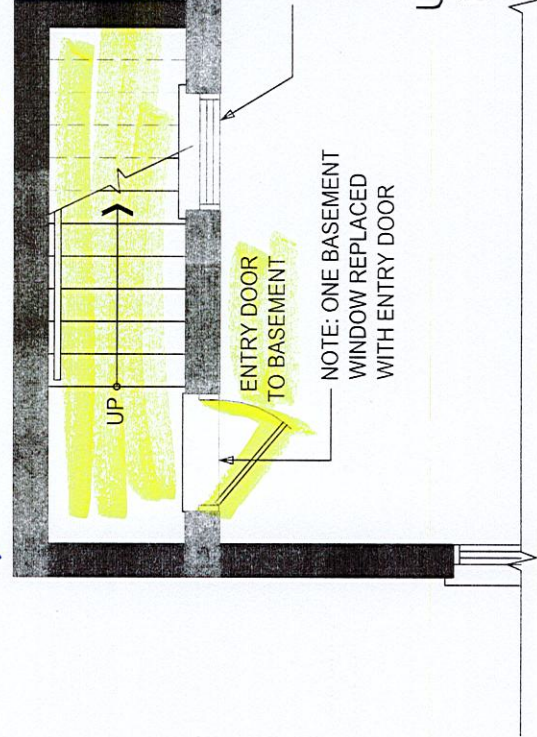 UP
ENTRY DOOR
TO BASEMENT
NOTE: ONE BASEMENT
WINDOW REPLACED
WITH ENTRY DOOR